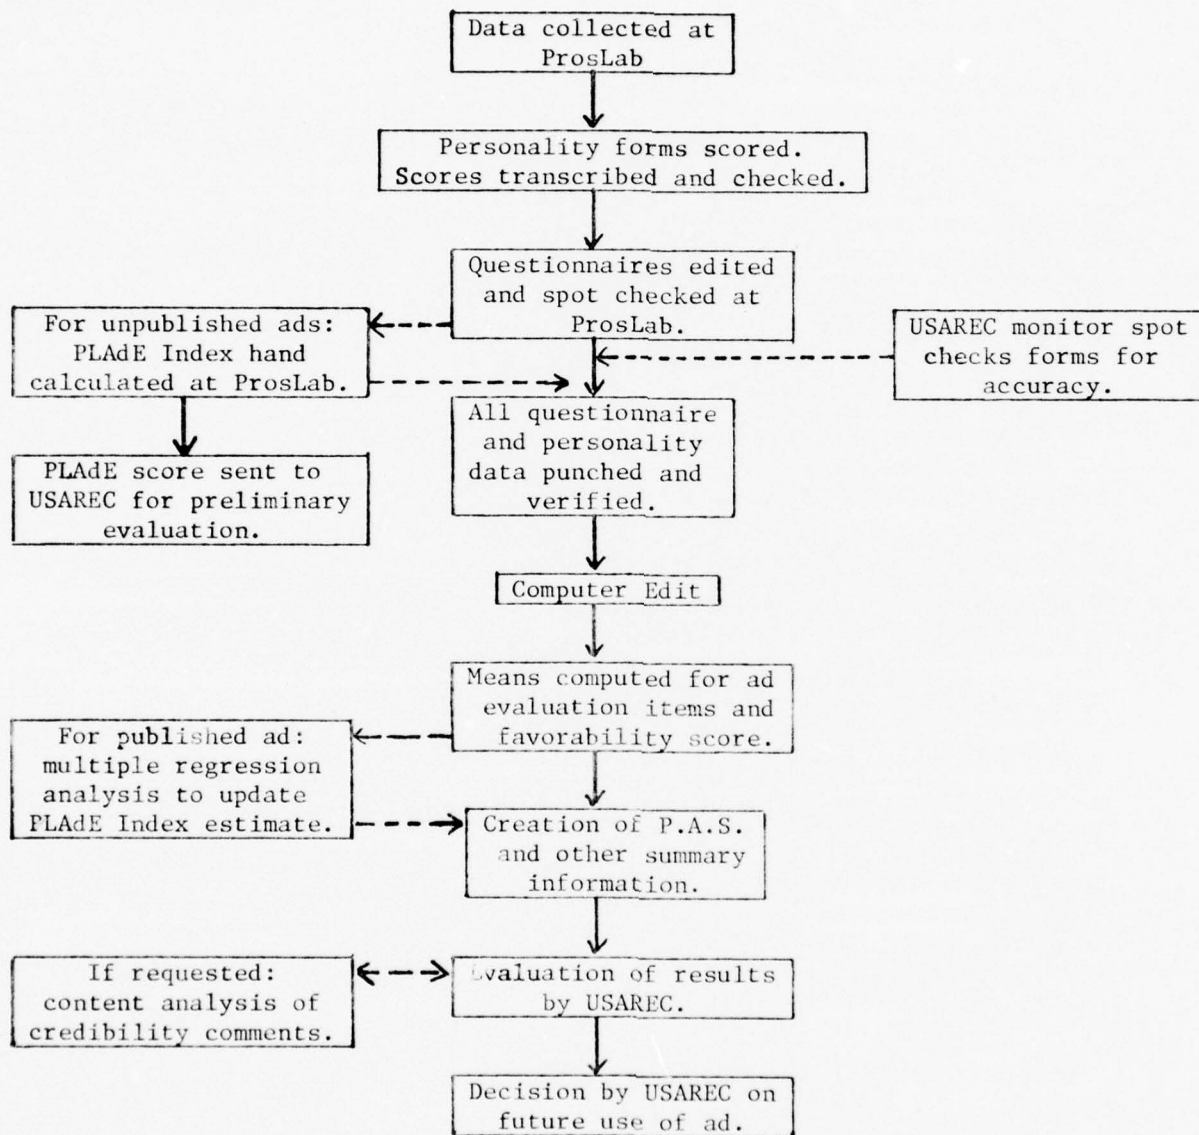 Data collected at
ProsLab
Personality forms scored.
Scores transcribed and checked.
Questionnaires edited
and spot checked at
ProsLab.
For unpublished ads:
PLAdE Index hand
calculated at ProsLab.
USAREC monitor spot
checks forms for
accuracy.
All questionnaire
and personality
data punched and
verified.
PLAdE score sent to
USAREC for preliminary
evaluation.
Computer Edit
Means computed for ad
evaluation items and
favorability score.
For published ad:
multiple regression
analysis to update
PLAdE Index estimate.
Creation of P.A.S.
and other summary
information.
If requested:
content analysis of
credibility comments.
Evaluation of results
by USAREC.
Decision by USAREC on
future use of ad.